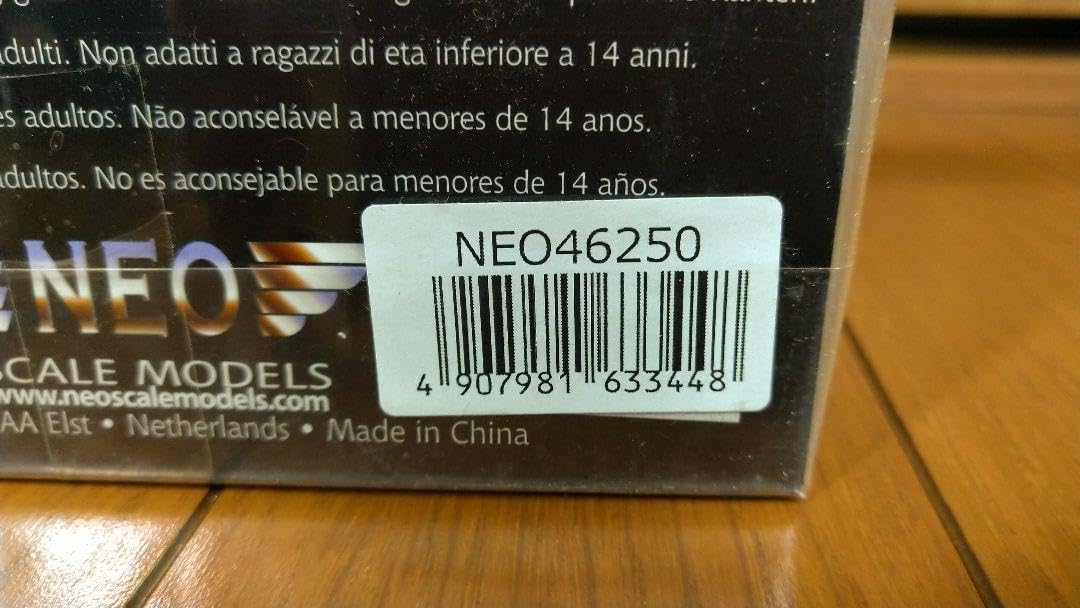 adulti. Non adatti a ragazzi di eta inferiore a 14 anni.
es adultos. Não aconselável a menores de 14 anos.
adultos. No es aconsejable para menores de 14 años.
NEO46250
NEO
4 907981 633448
SCALE MODELS
www.neoscalemodels.com
AA Elst • Netherlands • Made in China